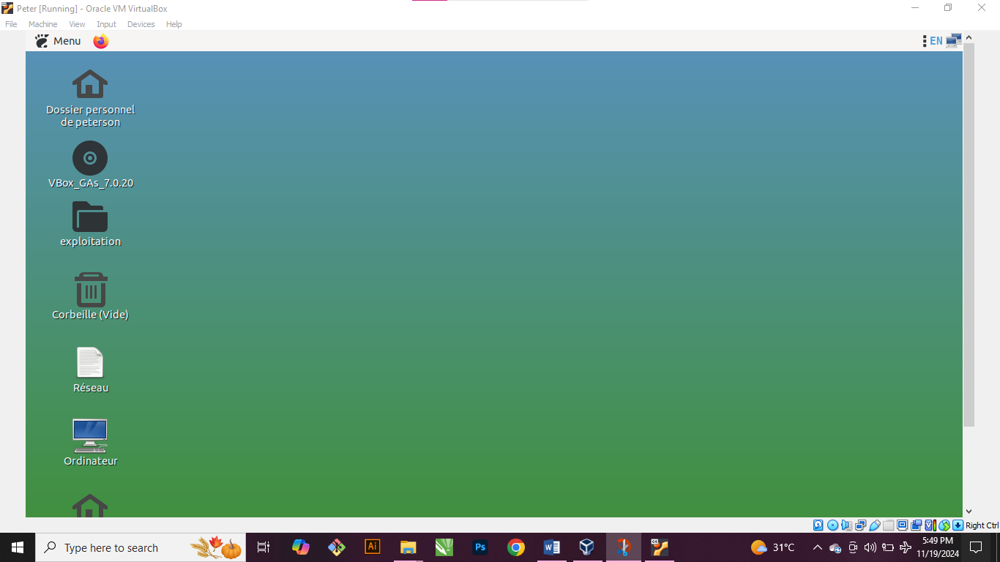 Peter [Running] - Oracle VM VirtualBox
File Machine View Input Devices Help
Menu
EN
Dossier personnel
de peterson
VBox_GAs_7.0.20
exploitation
Corbeille (Vide)
Réseau
Ordinateur
Right Ctrl
Type here to search
Ai
Ps
31°C
5:49 PM
11/19/2024